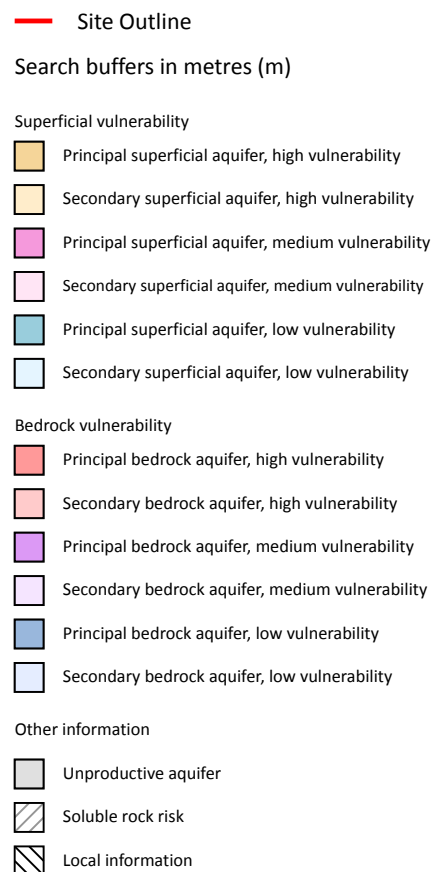 Site Outline
Search buffers in metres (m)
Superficial vulnerability
Principal superficial aquifer, high vulnerability
Secondary superficial aquifer, high vulnerability
Principal superficial aquifer, medium vulnerability
Secondary superficial aquifer, medium vulnerability
Principal superficial aquifer, low vulnerability
Secondary superficial aquifer, low vulnerability
Bedrock vulnerability
Principal bedrock aquifer, high vulnerability
Secondary bedrock aquifer, high vulnerability
Principal bedrock aquifer, medium vulnerability
Secondary bedrock aquifer, medium vulnerability
Principal bedrock aquifer, low vulnerability
Secondary bedrock aquifer, low vulnerability
Other information
Unproductive aquifer
Soluble rock risk
Local information